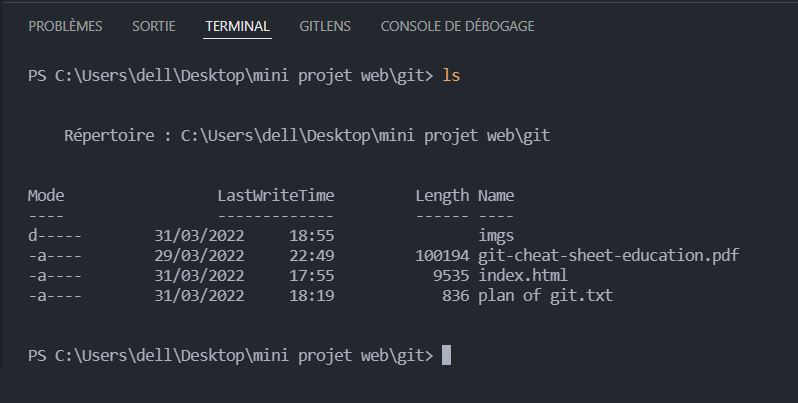 PROBLÈMES SORTIE TERMINAL GITLENS CONSOLE DE DÉBOGAGE
PS C:\Users\dell\Desktop\mini projet web\git> ls
Répertoire : C:\Users\dell\Desktop\mini projet web\git
Mode LastWriteTime Length Name
---- ------------- ------ ----
d----- 31/03/2022 18:55 imgs
-a---- 29/03/2022 22:49 100194 git-cheat-sheet-education.pdf
-a---- 31/03/2022 17:55 9535 index.html
-a---- 31/03/2022 18:19 836 plan of git.txt
PS C:\Users\dell\Desktop\mini projet web\git>